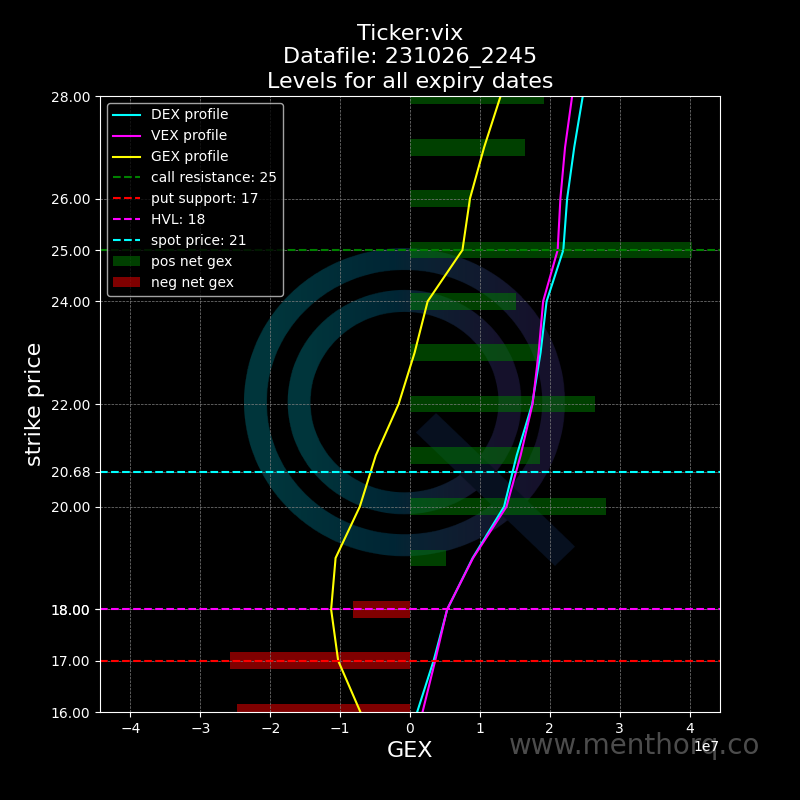 Ticker:vix
Datafile: 231026_2245
Levels for all expiry dates
28.00
26.00
25.00
24.00
22.00
20.68
20.00
18.00
17.00
16.00
strike price
DEX profile
VEX profile
GEX profile
call resistance: 25
put support: 17
HVL: 18
spot price: 21
pos net gex
neg net gex
−4 −3 −2 −1 0 1 2 3 4
1e7
GEX
www.menthorq.co